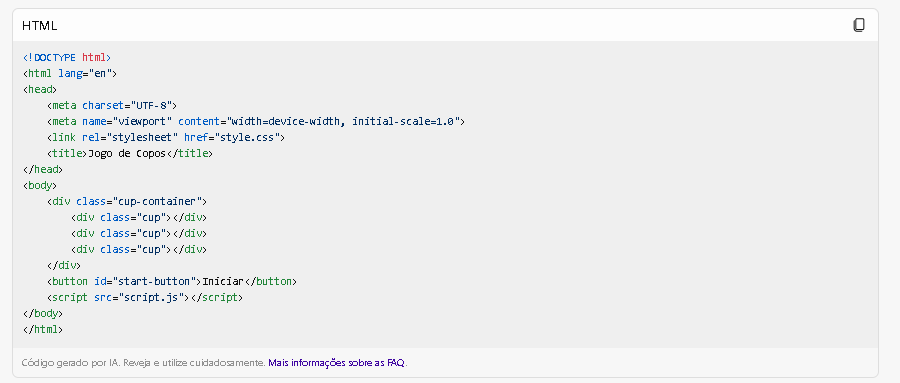 HTML
<!DOCTYPE html>
<html lang="en">
<head>
    <meta charset="UTF-8">
    <meta name="viewport" content="width=device-width, initial-scale=1.0">
    <link rel="stylesheet" href="style.css">
    <title>Jogo de Copos</title>
</head>
<body>
    <div class="cup-container">
        <div class="cup"></div>
        <div class="cup"></div>
        <div class="cup"></div>
    </div>
    <button id="start-button">Iniciar</button>
    <script src="script.js"></script>
</body>
</html>
Código gerado por IA. Reveja e utilize cuidadosamente. Mais informações sobre as FAQ.